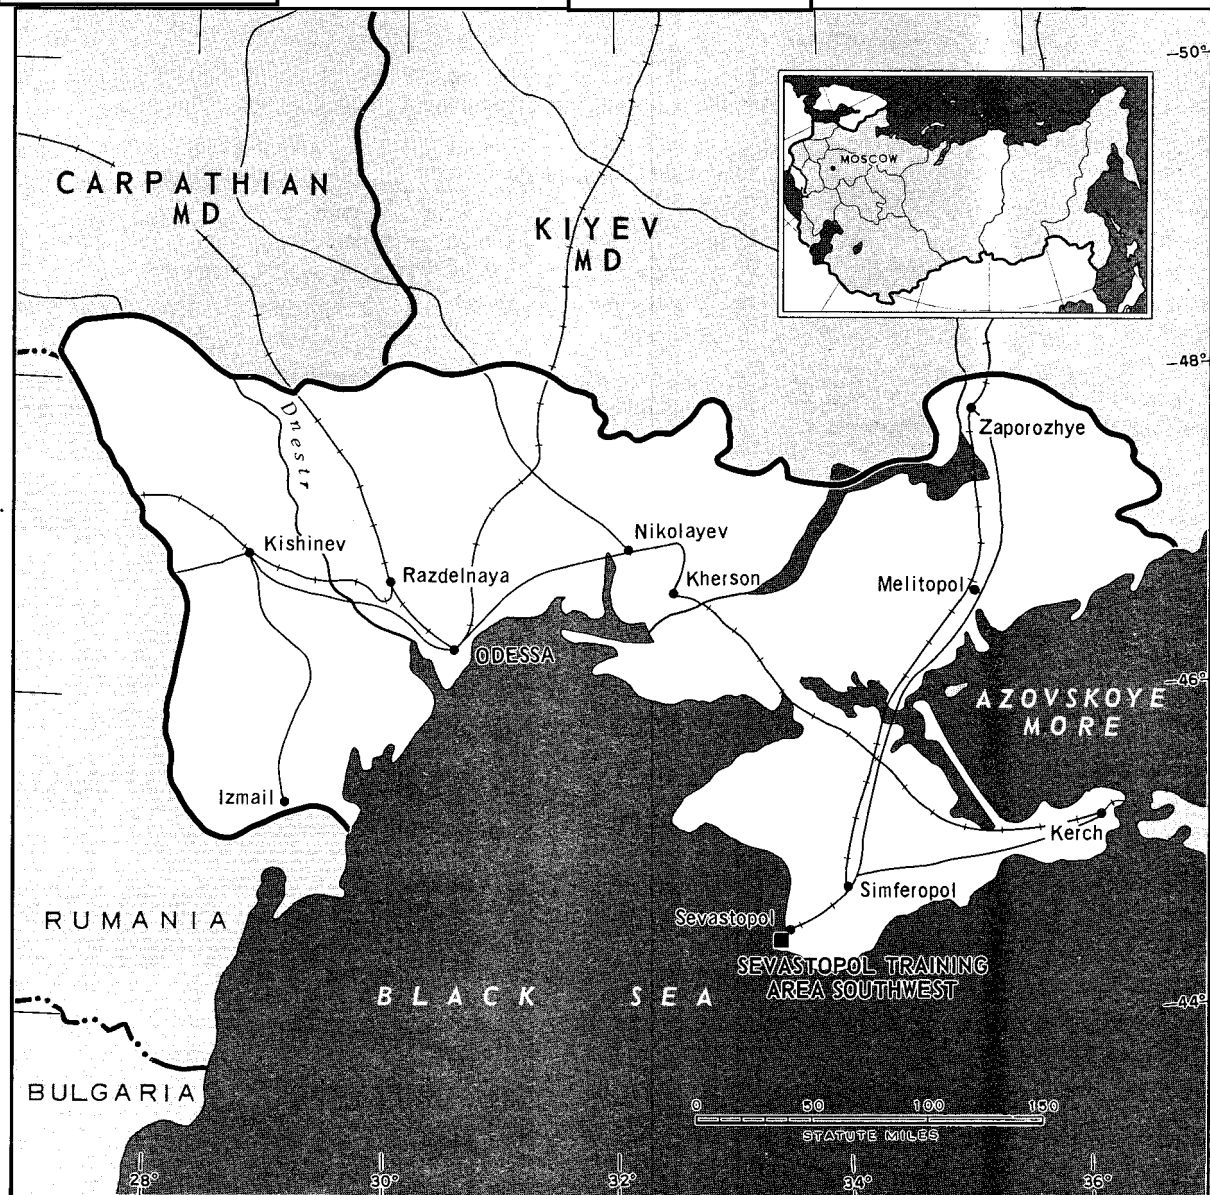 50°
CARPATHIAN
MD
KIYEV
MD
MOSCOW
48°
Dnestr
Zaporozhye
Kishinev
Nikolayev
Razdelnaya
Kherson
Melitopol
ODESSA
46°
AZOVSKOYE
MORE
Izmail
Kerch
Simferopol
RUMANIA
Sevastopol
SEVASTOPOL TRAINING
AREA SOUTHWEST
BLACK SEA
44°
BULGARIA
0 50 100 150
STATUTE MILES
28° 30° 32° 34° 36°